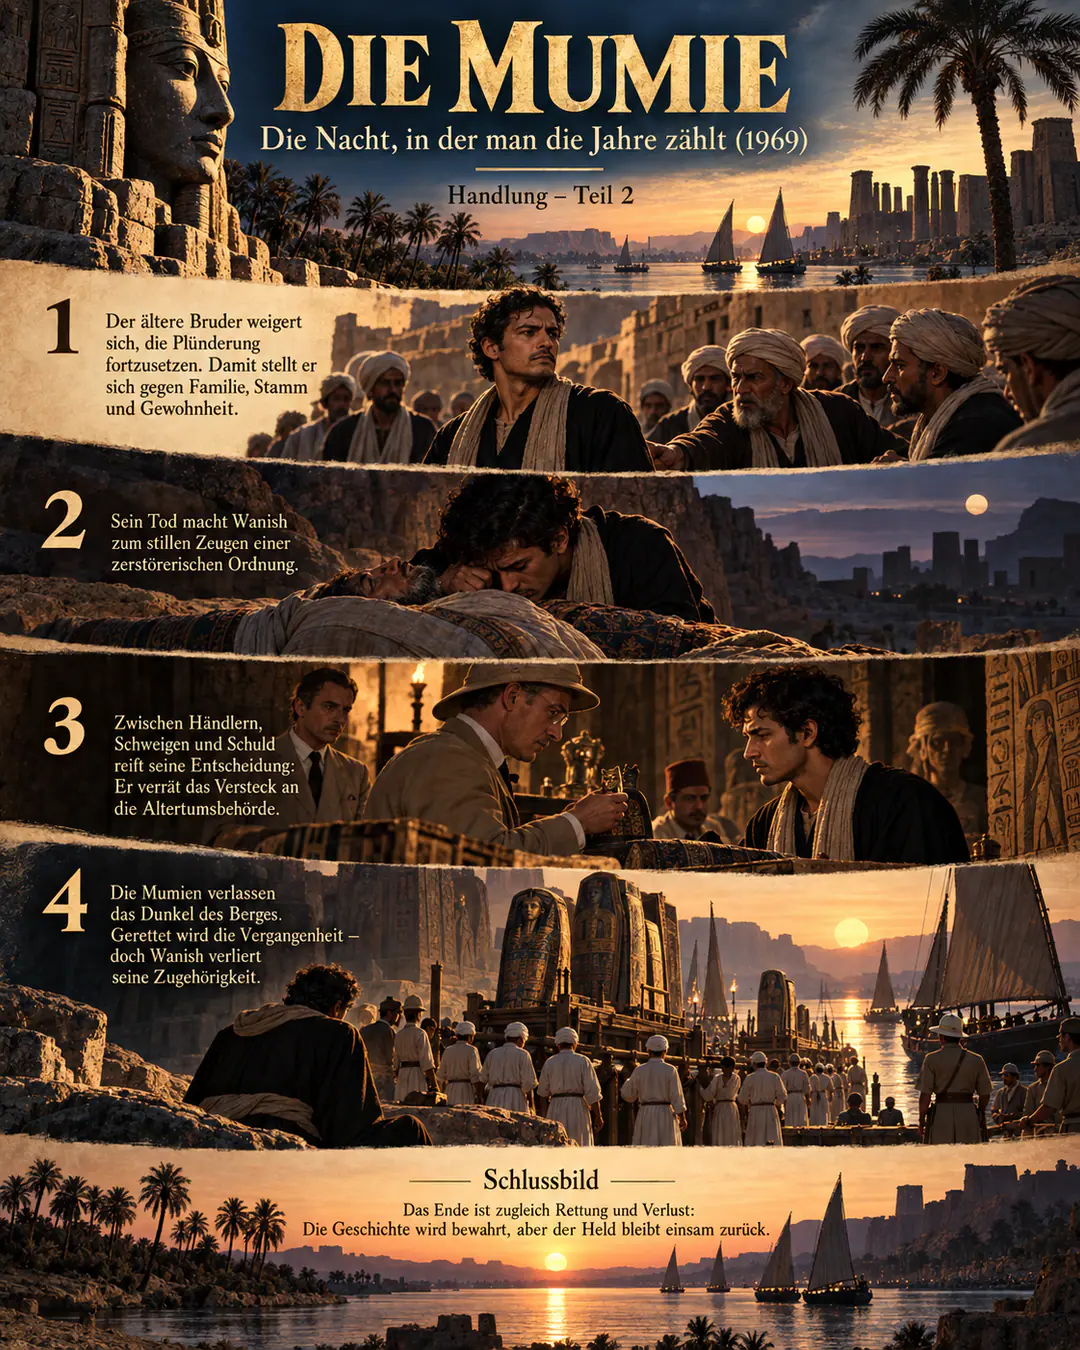 DIE MUMIE
Die Nacht, in der man die Jahre zählt (1969)
Handlung – Teil 2
1
Der ältere Bruder weigert
sich, die Plünderung
fortzusetzen. Damit stellt er
sich gegen Familie, Stamm
und Gewohnheit.
2
Sein Tod macht Wanish
zum stillen Zeugen einer
zerstörerischen Ordnung.
3
Zwischen Händlern,
Schweigen und Schuld
reift seine Entscheidung:
Er verrät das Versteck an
die Altertumsbehörde.
4
Die Mumien verlassen
das Dunkel des Berges.
Gerettet wird die Vergangenheit –
doch Wanish verliert
seine Zugehörigkeit.
Schlussbild
Das Ende ist zugleich Rettung und Verlust:
Die Geschichte wird bewahrt, aber der Held bleibt einsam zurück.